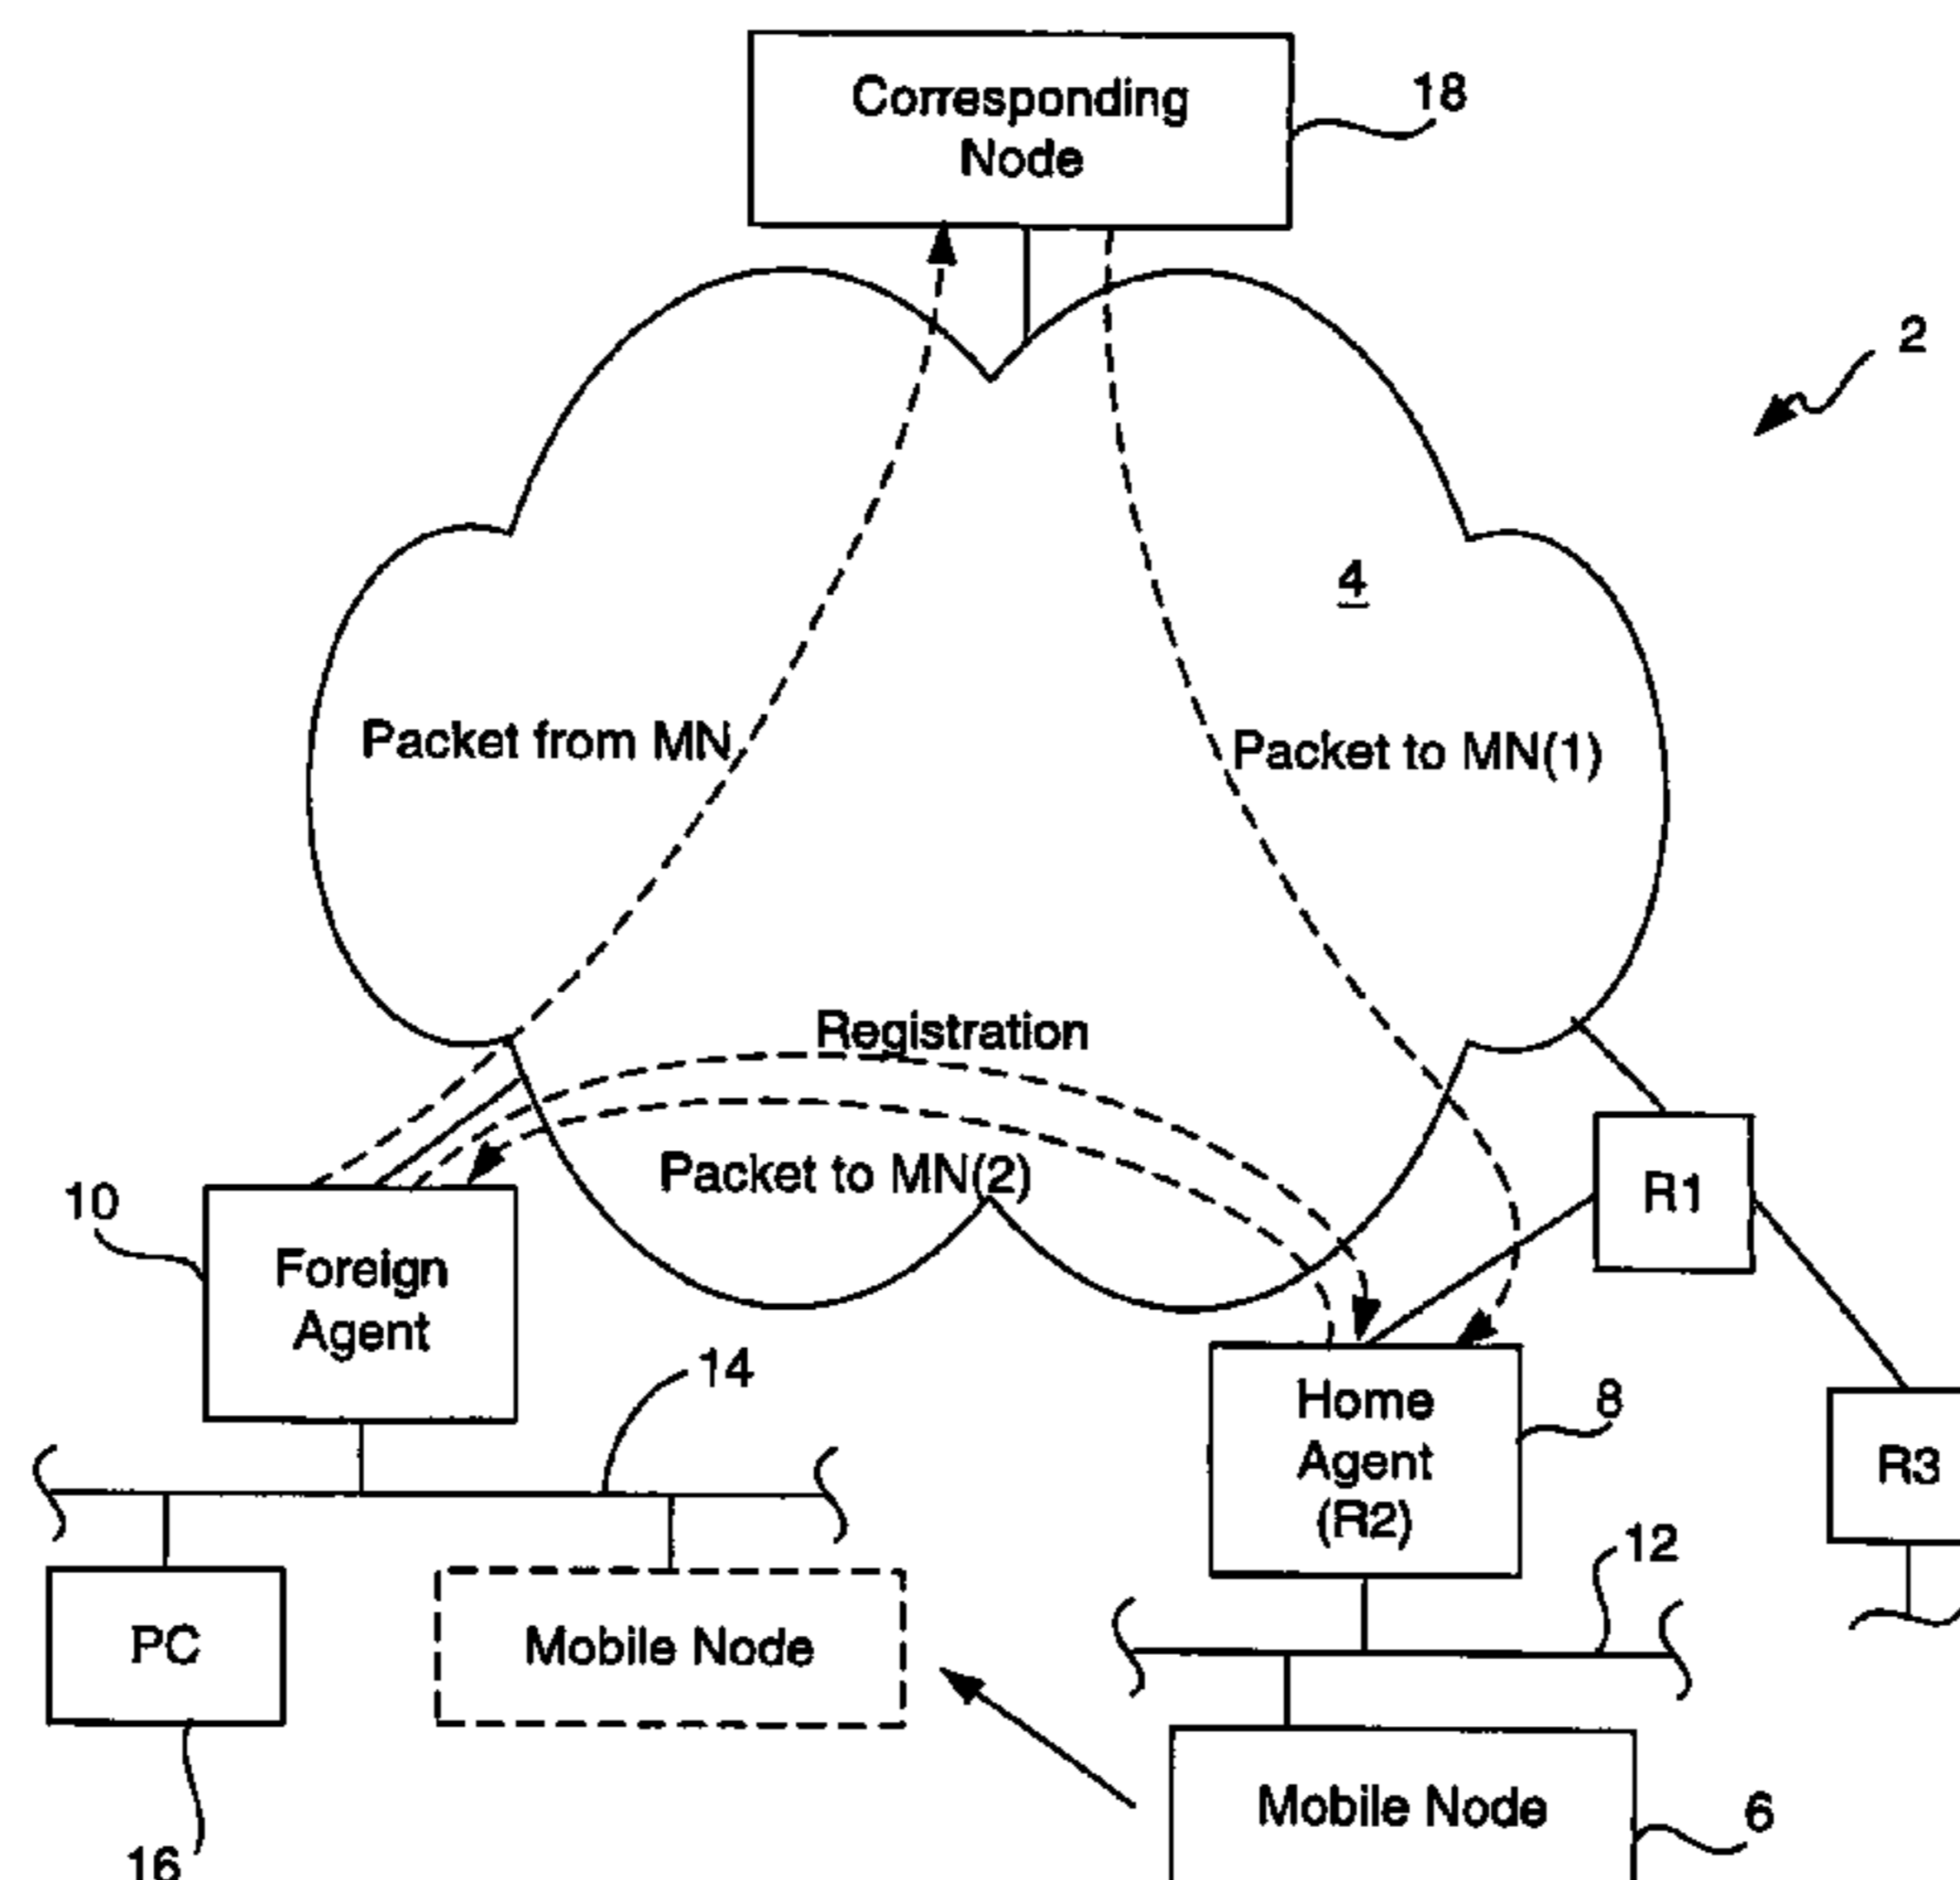 Corresponding
Node
18
2
4
Packet from MN
Packet to MN(1)
Registration
Packet to MN(2)
R1
10
Foreign
Agent
14
Home
Agent
(R2)
8
R3
12
PC
Mobile Node
Mobile Node
6
16